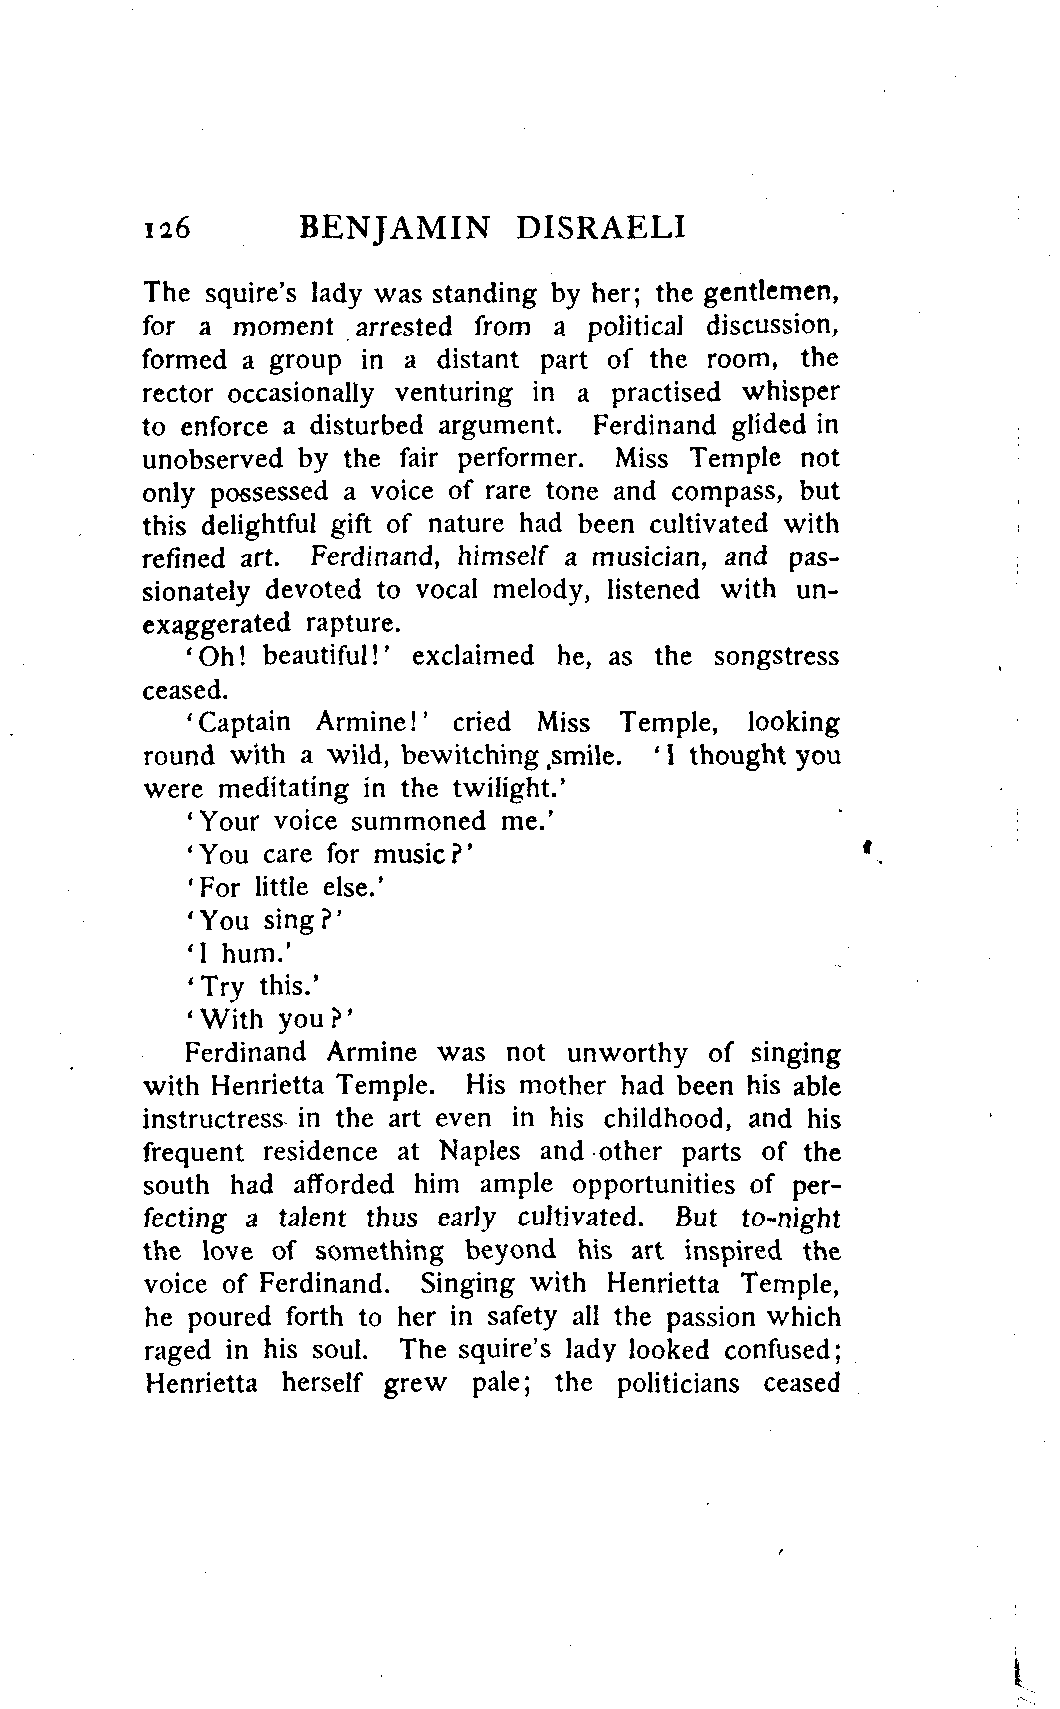 126 BENJAMIN DISRAELI
The squire's lady was standing by her; the gentlemen,
for a moment arrested from a political discussion,
formed a group in a distant part of the room, the
rector occasionally venturing in a practised whisper
to enforce a disturbed argument. Ferdinand glided in
unobserved by the fair performer. Miss Temple not
only possessed a voice of rare tone and compass, but
this delightful gift of nature had been cultivated with
refined art. Ferdinand, himself a musician, and pas-
sionately devoted to vocal melody, listened with un-
exaggerated rapture.
'Oh! beautiful!' exclaimed he, as the songstress
ceased.
'Captain Armine!' cried Miss Temple, looking
round with a wild, bewitching smile. 'I thought you
were meditating in the twilight.'
'Your voice summoned me.'
'You care for music?'
'For little else.'
'You sing?'
'I hum.'
'Try this.'
'With you?'
Ferdinand Armine was not unworthy of singing
with Henrietta Temple. His mother had been his able
instructress in the art even in his childhood, and his
frequent residence at Naples and other parts of the
south had afforded him ample opportunities of per-
fecting a talent thus early cultivated. But to-night
the love of something beyond his art inspired the
voice of Ferdinand. Singing with Henrietta Temple,
he poured forth to her in safety all the passion which
raged in his soul. The squire's lady looked confused;
Henrietta herself grew pale; the politicians ceased